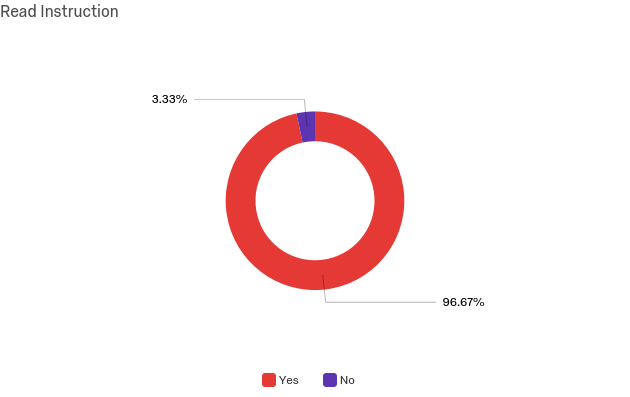 Read Instruction
3.33%
96.67%
Yes
No